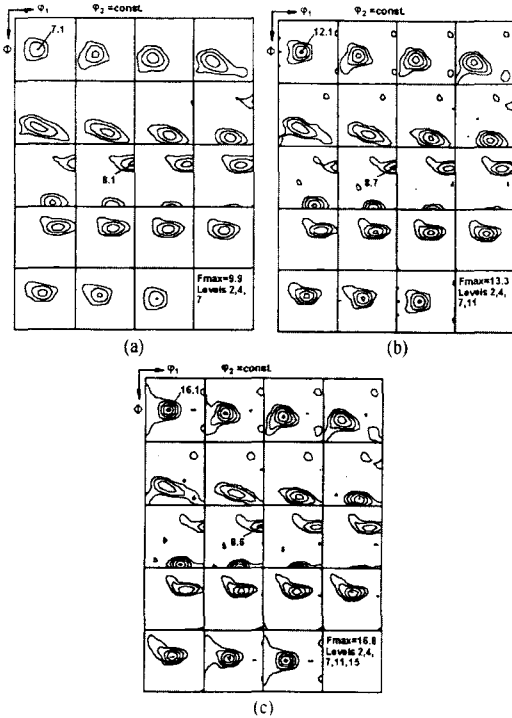 φ₁ φ₂ =const.
Φ
7.1
8.1
Fmax=9.9
Levels 2,4,
7
(a)
φ₁ φ₂ =const.
Φ
12.1
8.7
Fmax=13.3
Levels 2,4,
7,11
(b)
φ₁ φ₂ =const.
Φ
16.1
8.6
Fmax=16.8
Levels 2,4,
7,11,15
(c)